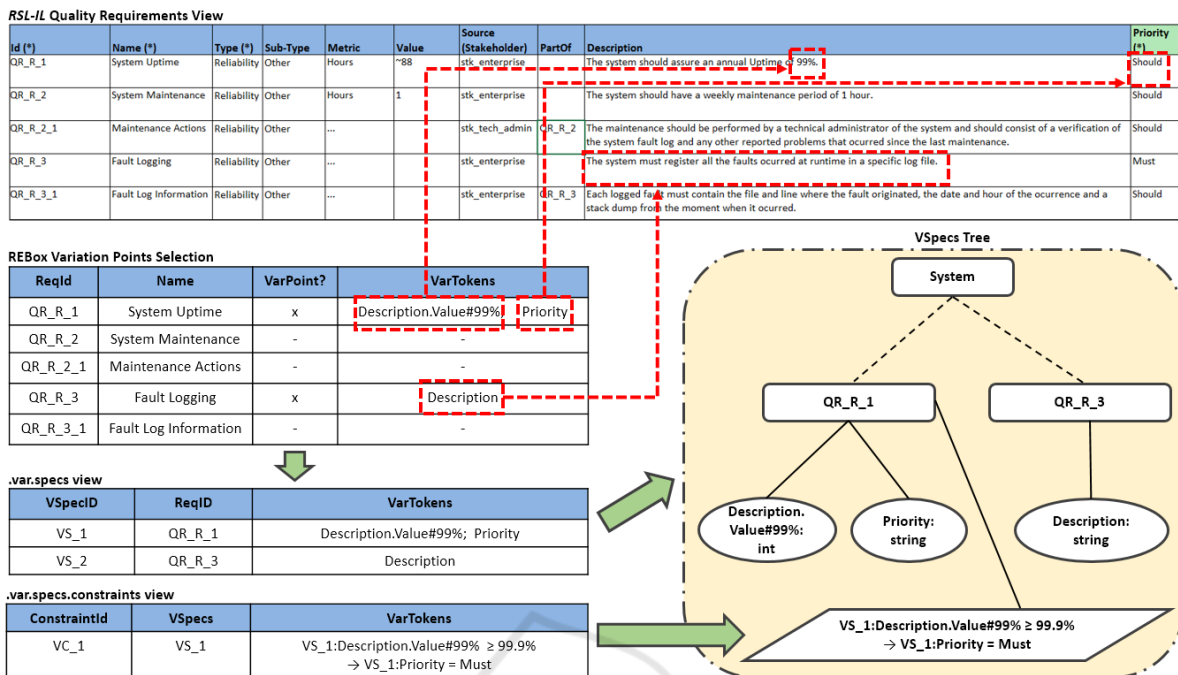 RSL-IL Quality Requirements View
Id (*) Name (*) Type (*) Sub-Type Metric Value Source (Stakeholder) PartOf Description Priority (*)
QR_R_1 System Uptime Reliability Other Hours ~88 stk_enterprise The system should assure an annual Uptime of 99%. Should
QR_R_2 System Maintenance Reliability Other Hours 1 stk_enterprise The system should have a weekly maintenance period of 1 hour. Should
QR_R_2_1 Maintenance Actions Reliability Other ... stk_tech_admin QR_R_2 The maintenance should be performed by a technical administrator of the system and should consist of a verification of Should
the system fault log and any other reported problems that ocurred since the last maintenance.
QR_R_3 Fault Logging Reliability Other ... stk_enterprise The system must register all the faults ocurred at runtime in a specific log file. Must
QR_R_3_1 Fault Log Information Reliability Other ... stk_enterprise QR_R_3 Each logged fault must contain the file and line where the fault originated, the date and hour of the ocurrence and a Should
stack dump from the moment when it ocurred.
REBox Variation Points Selection
ReqId Name VarPoint? VarTokens
QR_R_1 System Uptime x Description.Value#99% Priority
QR_R_2 System Maintenance - -
QR_R_2_1 Maintenance Actions - -
QR_R_3 Fault Logging x Description
QR_R_3_1 Fault Log Information - -
.var.specs view
VSpecID ReqID VarTokens
VS_1 QR_R_1 Description.Value#99%; Priority
VS_2 QR_R_3 Description
.var.specs.constraints view
ConstraintId VSpecs VarTokens
VC_1 VS_1 VS_1:Description.Value#99% ≥ 99.9%
→ VS_1:Priority = Must
VSpecs Tree
System
QR_R_1 QR_R_3
Description.
Value#99%:
int
Priority:
string
Description:
string
VS_1:Description.Value#99% ≥ 99.9%
→ VS_1:Priority = Must